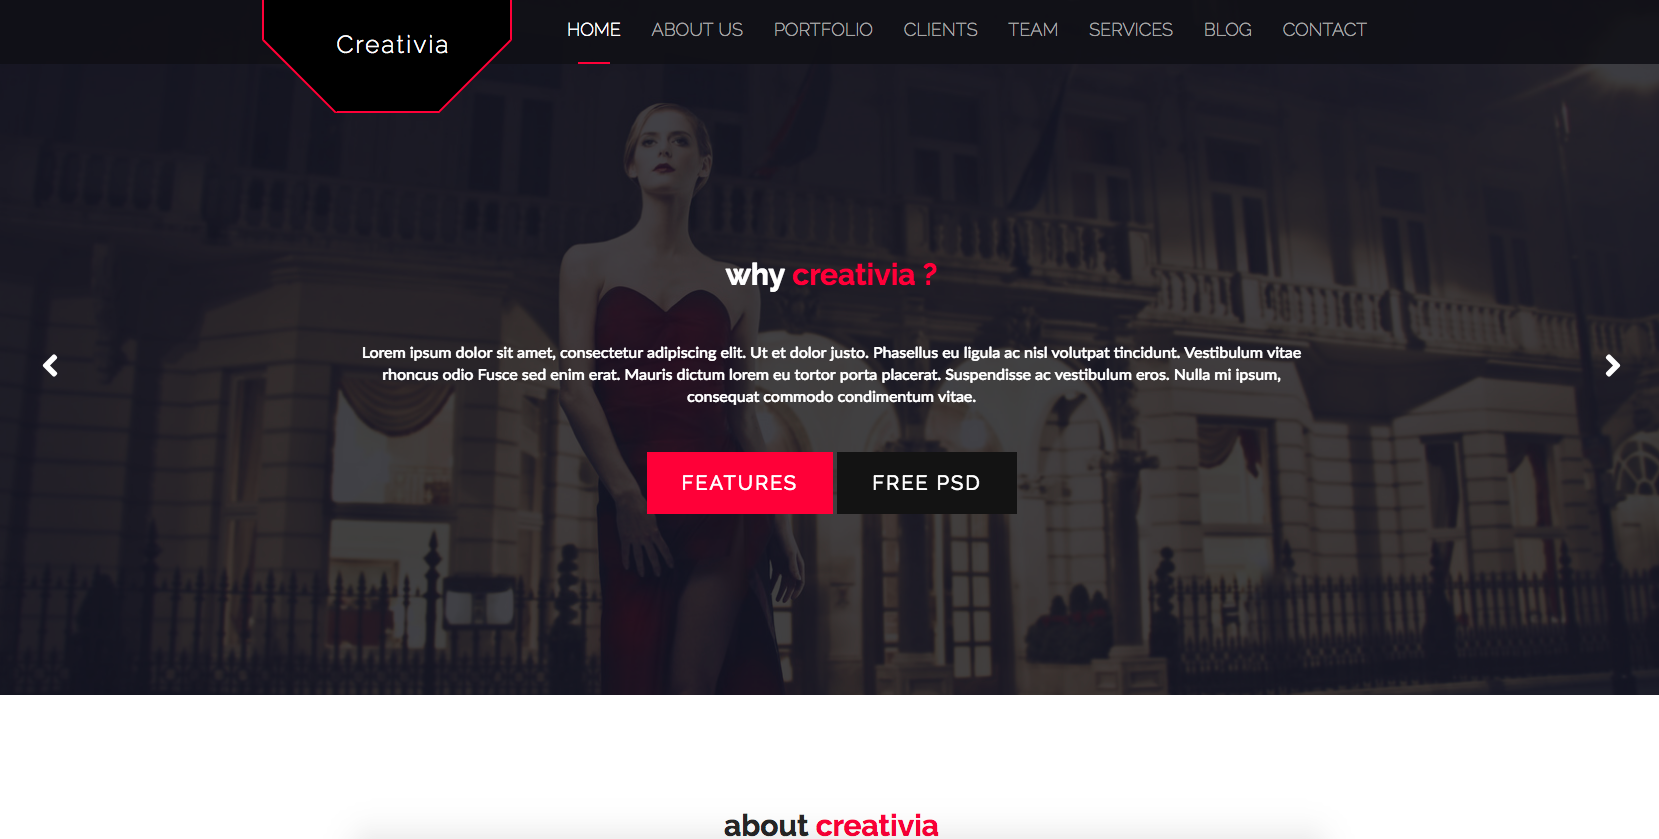 Creativia
HOME ABOUT US PORTFOLIO CLIENTS TEAM SERVICES BLOG CONTACT
why creativia ?
Lorem ipsum dolor sit amet, consectetur adipiscing elit. Ut et dolor justo. Phasellus eu ligula ac nisl volutpat tincidunt. Vestibulum vitae
rhoncus odio Fusce sed enim erat. Mauris dictum lorem eu tortor porta placerat. Suspendisse ac vestibulum eros. Nulla mi ipsum,
consequat commodo condimentum vitae.
FEATURES FREE PSD
about creativia